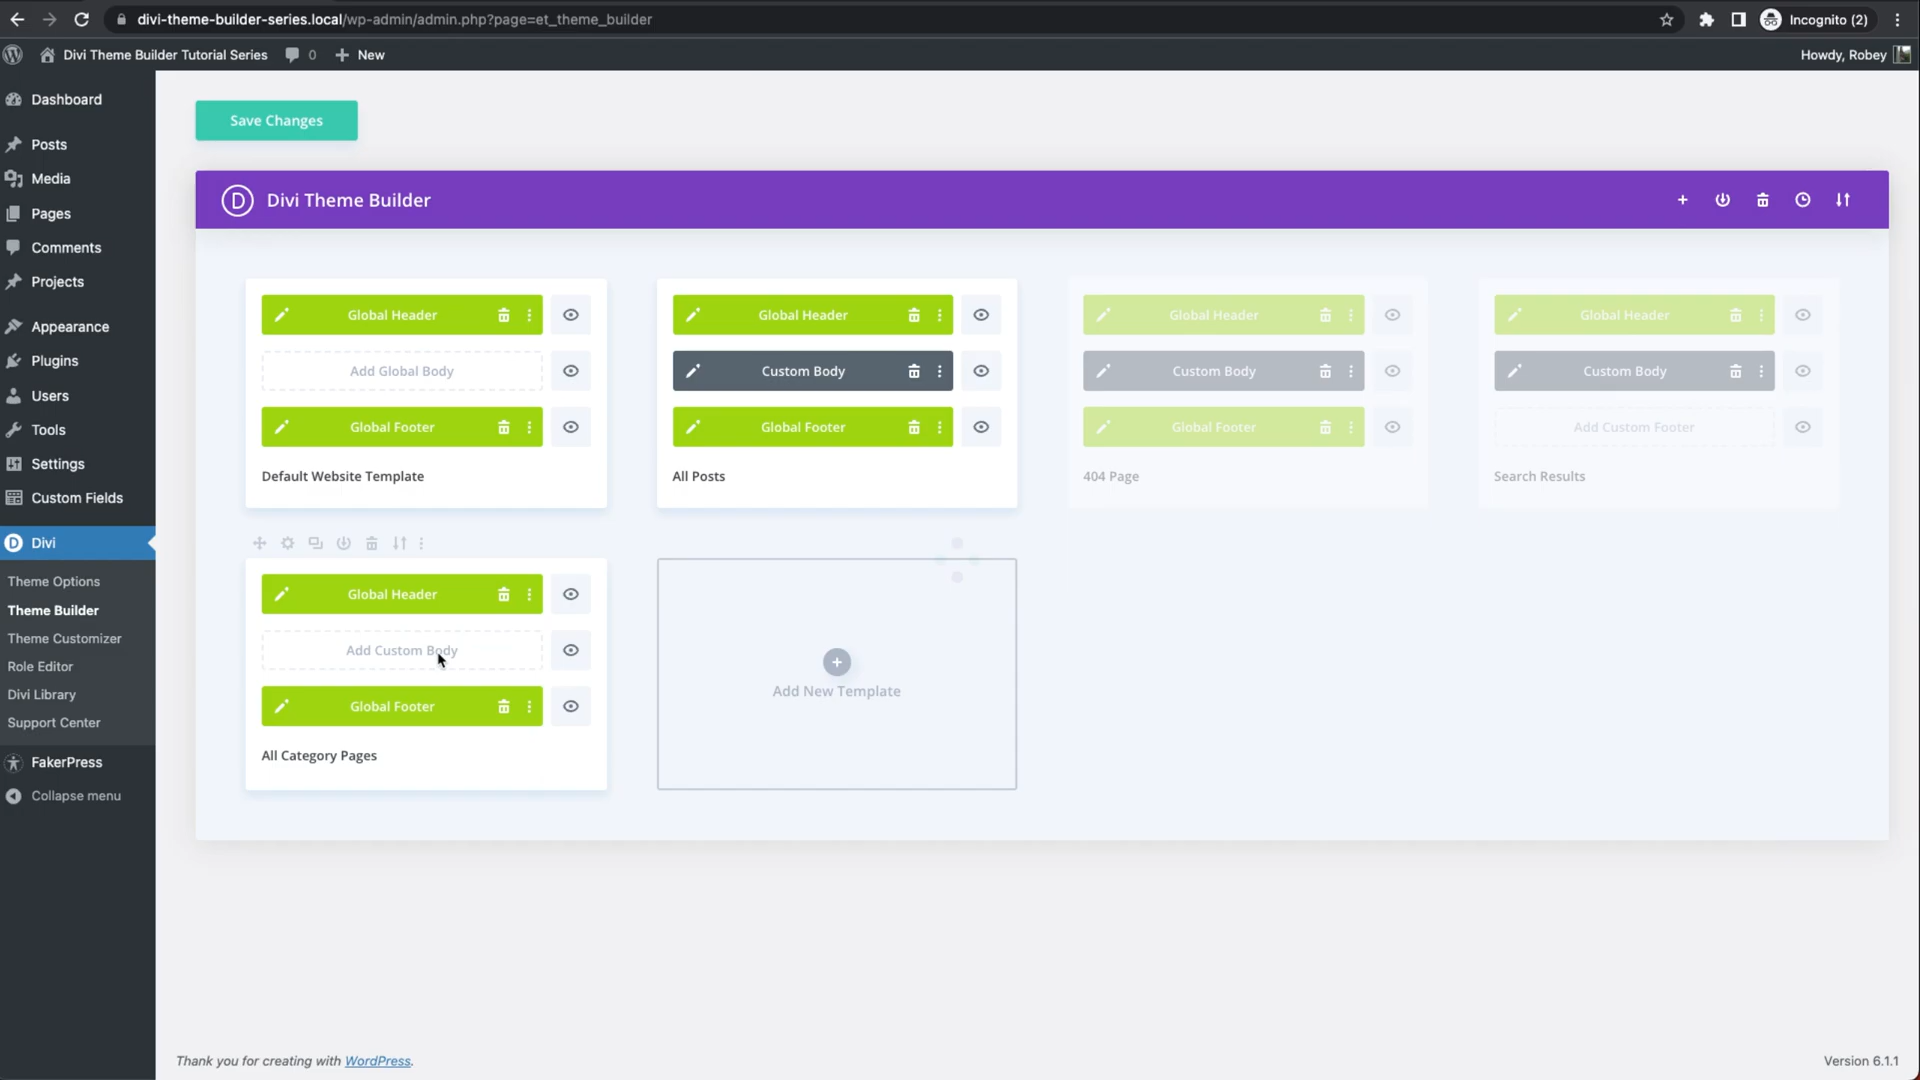 divi-theme-builder-series.local/wp-admin/admin.php?page=et_theme_builder
Incognito (2)
Divi Theme Builder Tutorial Series
0
New
Howdy, Robey
Dashboard
Posts
Media
Pages
Comments
Projects
Appearance
Plugins
Users
Tools
Settings
Custom Fields
Divi
Theme Options
Theme Builder
Theme Customizer
Role Editor
Divi Library
Support Center
FakerPress
Collapse menu
Save Changes
D
Divi Theme Builder
Global Header
Add Global Body
Global Footer
Default Website Template
Global Header
Custom Body
Global Footer
All Posts
Global Header
Custom Body
Global Footer
404 Page
Global Header
Custom Body
Add Custom Footer
Search Results
Global Header
Add Custom Body
Global Footer
All Category Pages
Add New Template
Thank you for creating with WordPress.
Version 6.1.1